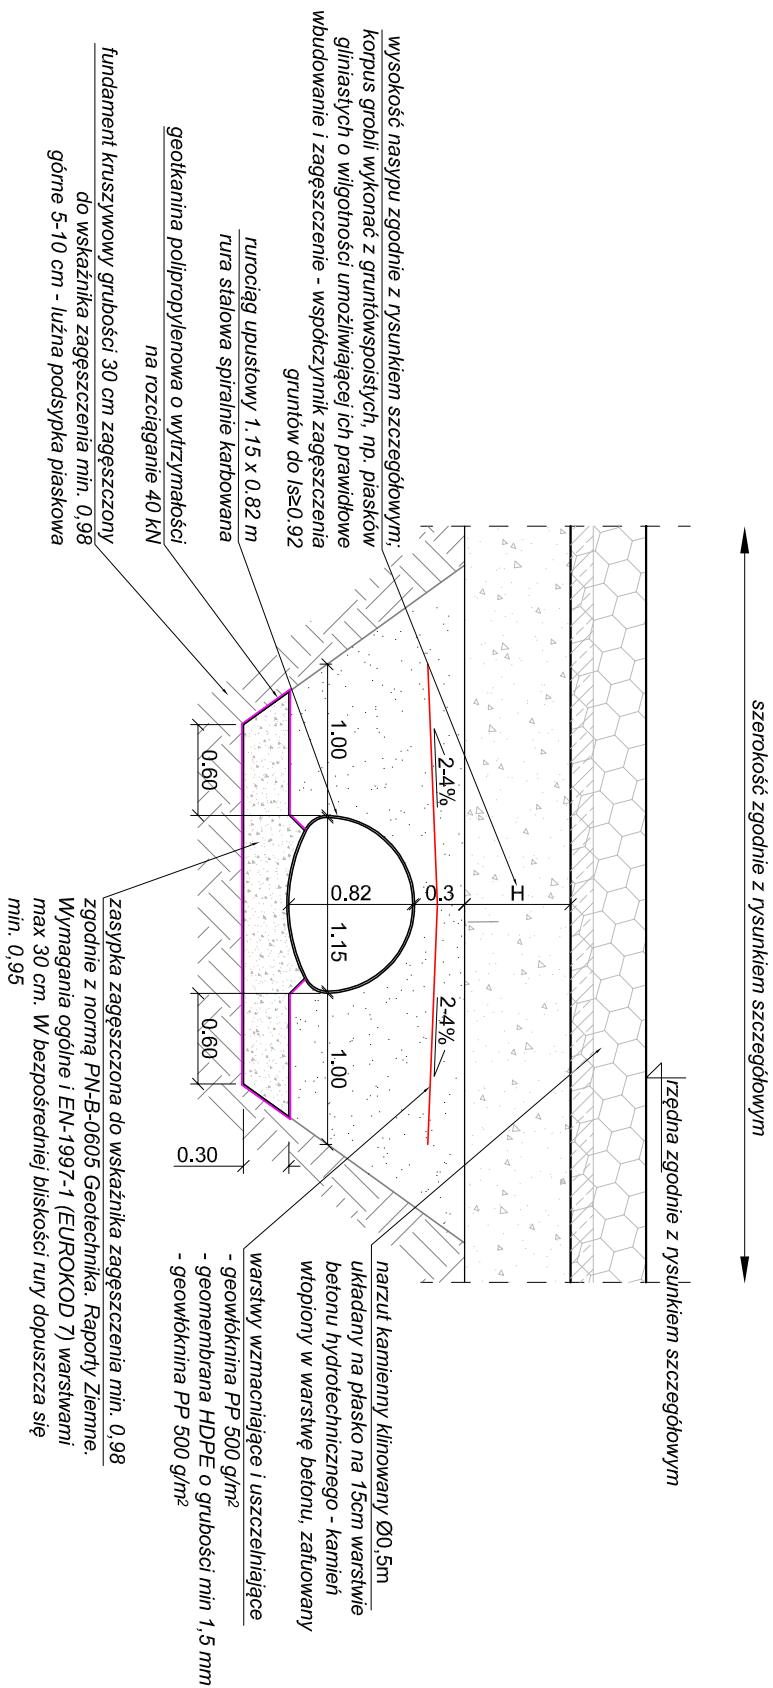 szerokość zgodnie z rysunkiem szczegółowym
rzędna zgodnie z rysunkiem szczegółowym
wysokość nasypu zgodnie z rysunkiem szczegółowym;
korpus grobli wykonać z gruntówspoistych, np. piasków
gliniastych o wilgotności umożliwiającej ich prawidłowe
wbudowanie i zagęszczenie - współczynnik zagęszczenia
gruntów do Is≥0.92
rurociąg upustowy 1.15 x 0.82 m
rura stalowa spiralnie karbowana
geotkanina polipropylenowa o wytrzymałości
na rozciąganie 40 kN
fundament kruszywowy grubości 30 cm zagęszczony
do wskaźnika zagęszczenia min. 0,98
górne 5-10 cm - luźna podsypka piaskowa
H
0.3
2-4%
2-4%
0.82
1.00
1.15
1.00
0.60
0.60
0.30
narzut kamienny klinowany Ø0,5m
układany na płasko na 15cm warstwie
betonu hydrotechnicznego - kamień
wtopiony w warstwę betonu, zafuowany
warstwy wzmacniające i uszczelniające
- geowłóknina PP 500 g/m²
- geomembrana HDPE o grubości min 1,5 mm
- geowłóknina PP 500 g/m²
zasypka zagęszczona do wskaźnika zagęszczenia min. 0,98
zgodnie z normą PN-B-0605 Geotechnika. Raporty Ziemne.
Wymagania ogólne i EN-1997-1 (EUROKOD 7) warstwami
max 30 cm. W bezpośredniej bliskości rury dopuszcza się
min. 0,95